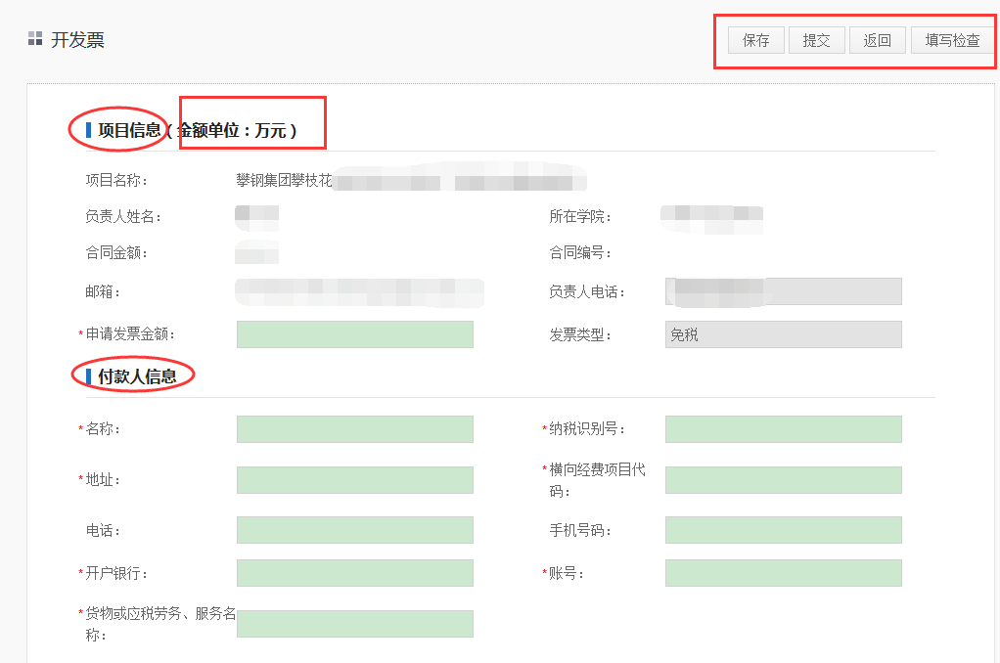 开发票
保存 提交 返回 填写检查
项目信息（金额单位：万元）
项目名称： 攀钢集团攀枝花
负责人姓名： 所在学院：
合同金额： 合同编号：
邮箱： 负责人电话：
*申请发票金额： 发票类型： 免税
付款人信息
*名称： *纳税识别号：
*地址： *横向经费项目代
码：
电话： 手机号码：
*开户银行： *账号：
*货物或应税劳务、服务名
称：